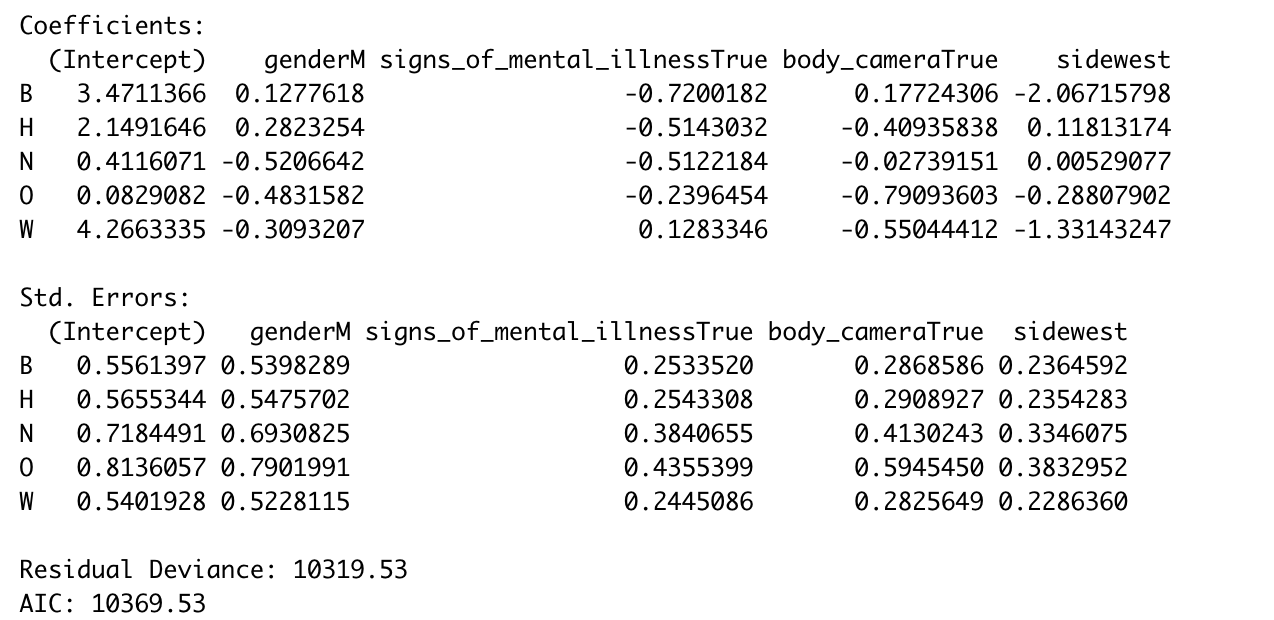 Coefficients:
(Intercept) genderM signs_of_mental_illnessTrue body_cameraTrue sidewest
B 3.4711366 0.1277618 -0.7200182 0.17724306 -2.06715798
H 2.1491646 0.2823254 -0.5143032 -0.40935838 0.11813174
N 0.4116071 -0.5206642 -0.5122184 -0.02739151 0.00529077
O 0.0829082 -0.4831582 -0.2396454 -0.79093603 -0.28807902
W 4.2663335 -0.3093207 0.1283346 -0.55044412 -1.33143247
Std. Errors:
(Intercept) genderM signs_of_mental_illnessTrue body_cameraTrue sidewest
B 0.5561397 0.5398289 0.2533520 0.2868586 0.2364592
H 0.5655344 0.5475702 0.2543308 0.2908927 0.2354283
N 0.7184491 0.6930825 0.3840655 0.4130243 0.3346075
O 0.8136057 0.7901991 0.4355399 0.5945450 0.3832952
W 0.5401928 0.5228115 0.2445086 0.2825649 0.2286360
Residual Deviance: 10319.53
AIC: 10369.53